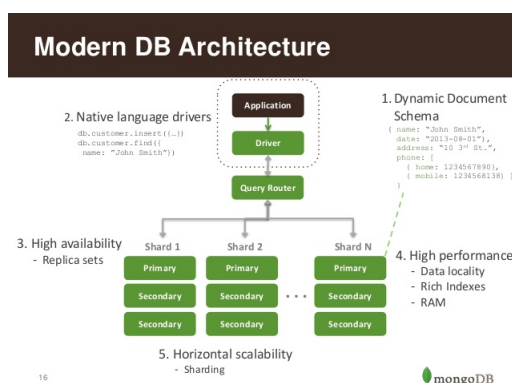 Modern DB Architecture
1. Dynamic Document
Schema
{ name: "John Smith",
date: "2013-08-01"),
address: "10 3rd St.",
phone: [
{ home: 1234567890),
{ mobile: 1234568138) ]
}
2. Native language drivers
db.customer.insert({…})
db.customer.find({
name: "John Smith"})
Application
Driver
Query Router
3. High availability
- Replica sets
Shard 1
Shard 2
Shard N
Primary
Primary
Primary
Secondary
Secondary
...
Secondary
Secondary
Secondary
Secondary
4. High performance
- Data locality
- Rich Indexes
- RAM
5. Horizontal scalability
- Sharding
16
mongoDB